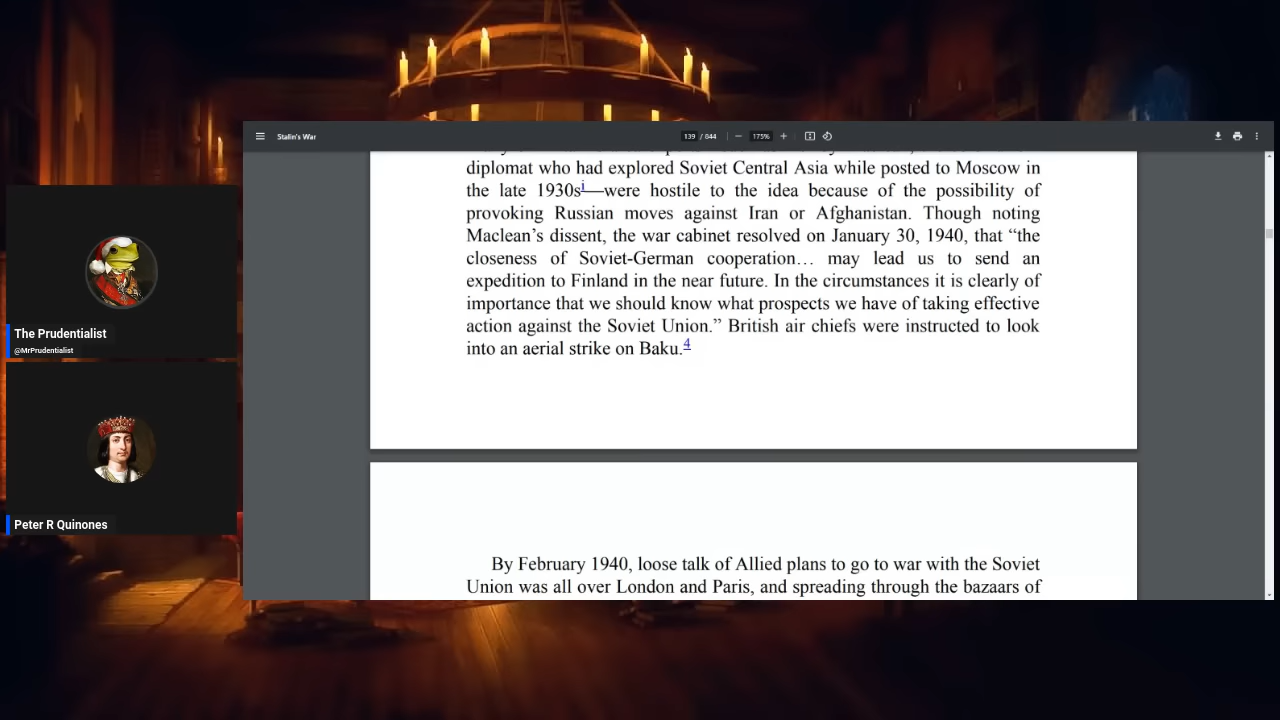 Stalin's War
139 / 844
175%
diplomat who had explored Soviet Central Asia while posted to Moscow in
the late 1930si—were hostile to the idea because of the possibility of
provoking Russian moves against Iran or Afghanistan. Though noting
Maclean's dissent, the war cabinet resolved on January 30, 1940, that “the
closeness of Soviet-German cooperation… may lead us to send an
expedition to Finland in the near future. In the circumstances it is clearly of
importance that we should know what prospects we have of taking effective
action against the Soviet Union.” British air chiefs were instructed to look
into an aerial strike on Baku.4
By February 1940, loose talk of Allied plans to go to war with the Soviet
Union was all over London and Paris, and spreading through the bazaars of
The Prudentialist
@MrPrudentialist
Peter R Quinones